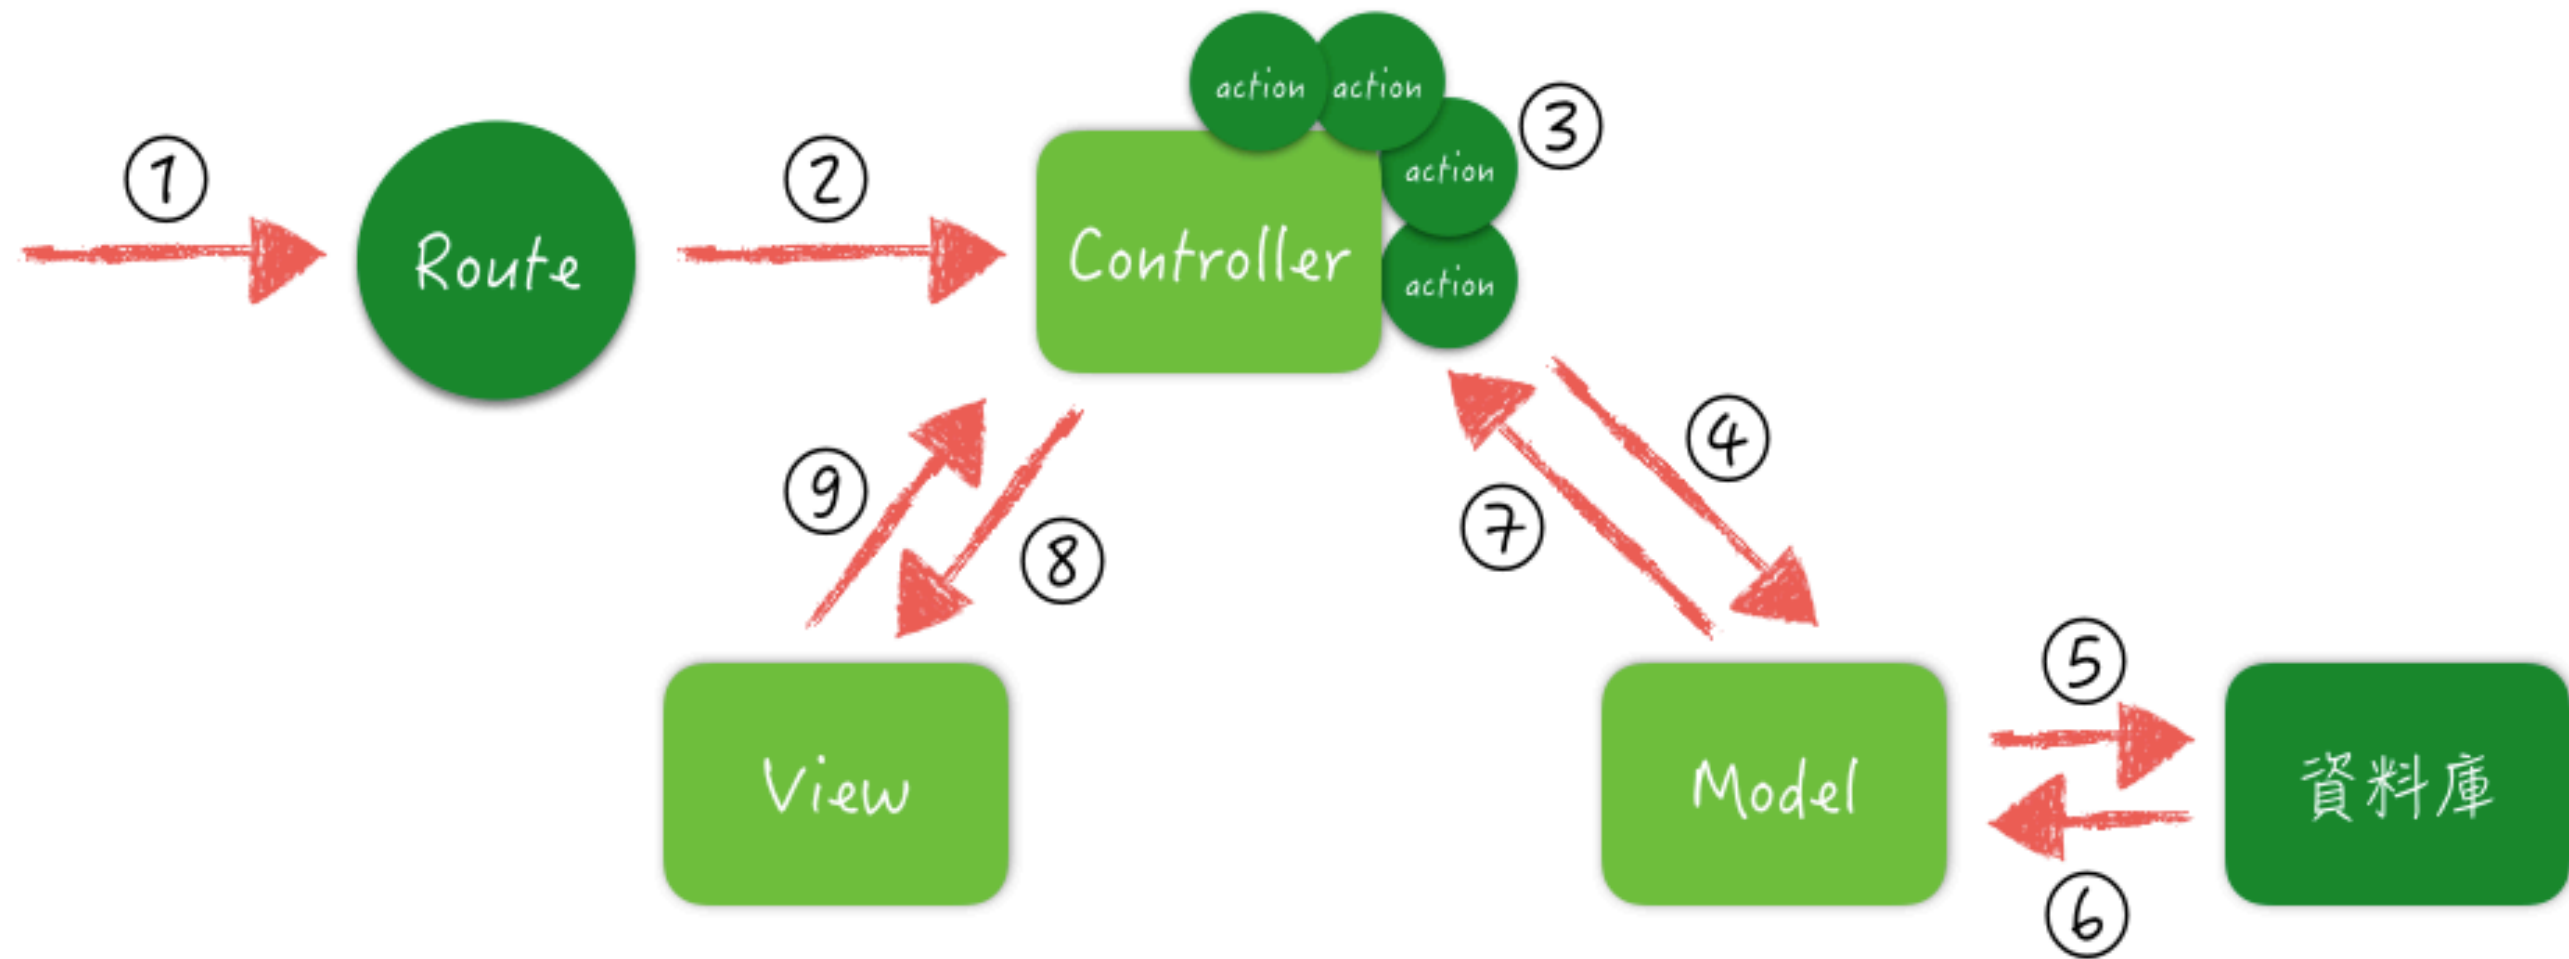 action
action
③
①
②
action
Route
Controller
action
④
⑨
⑦
⑧
⑤
View
Model
資料庫
⑥